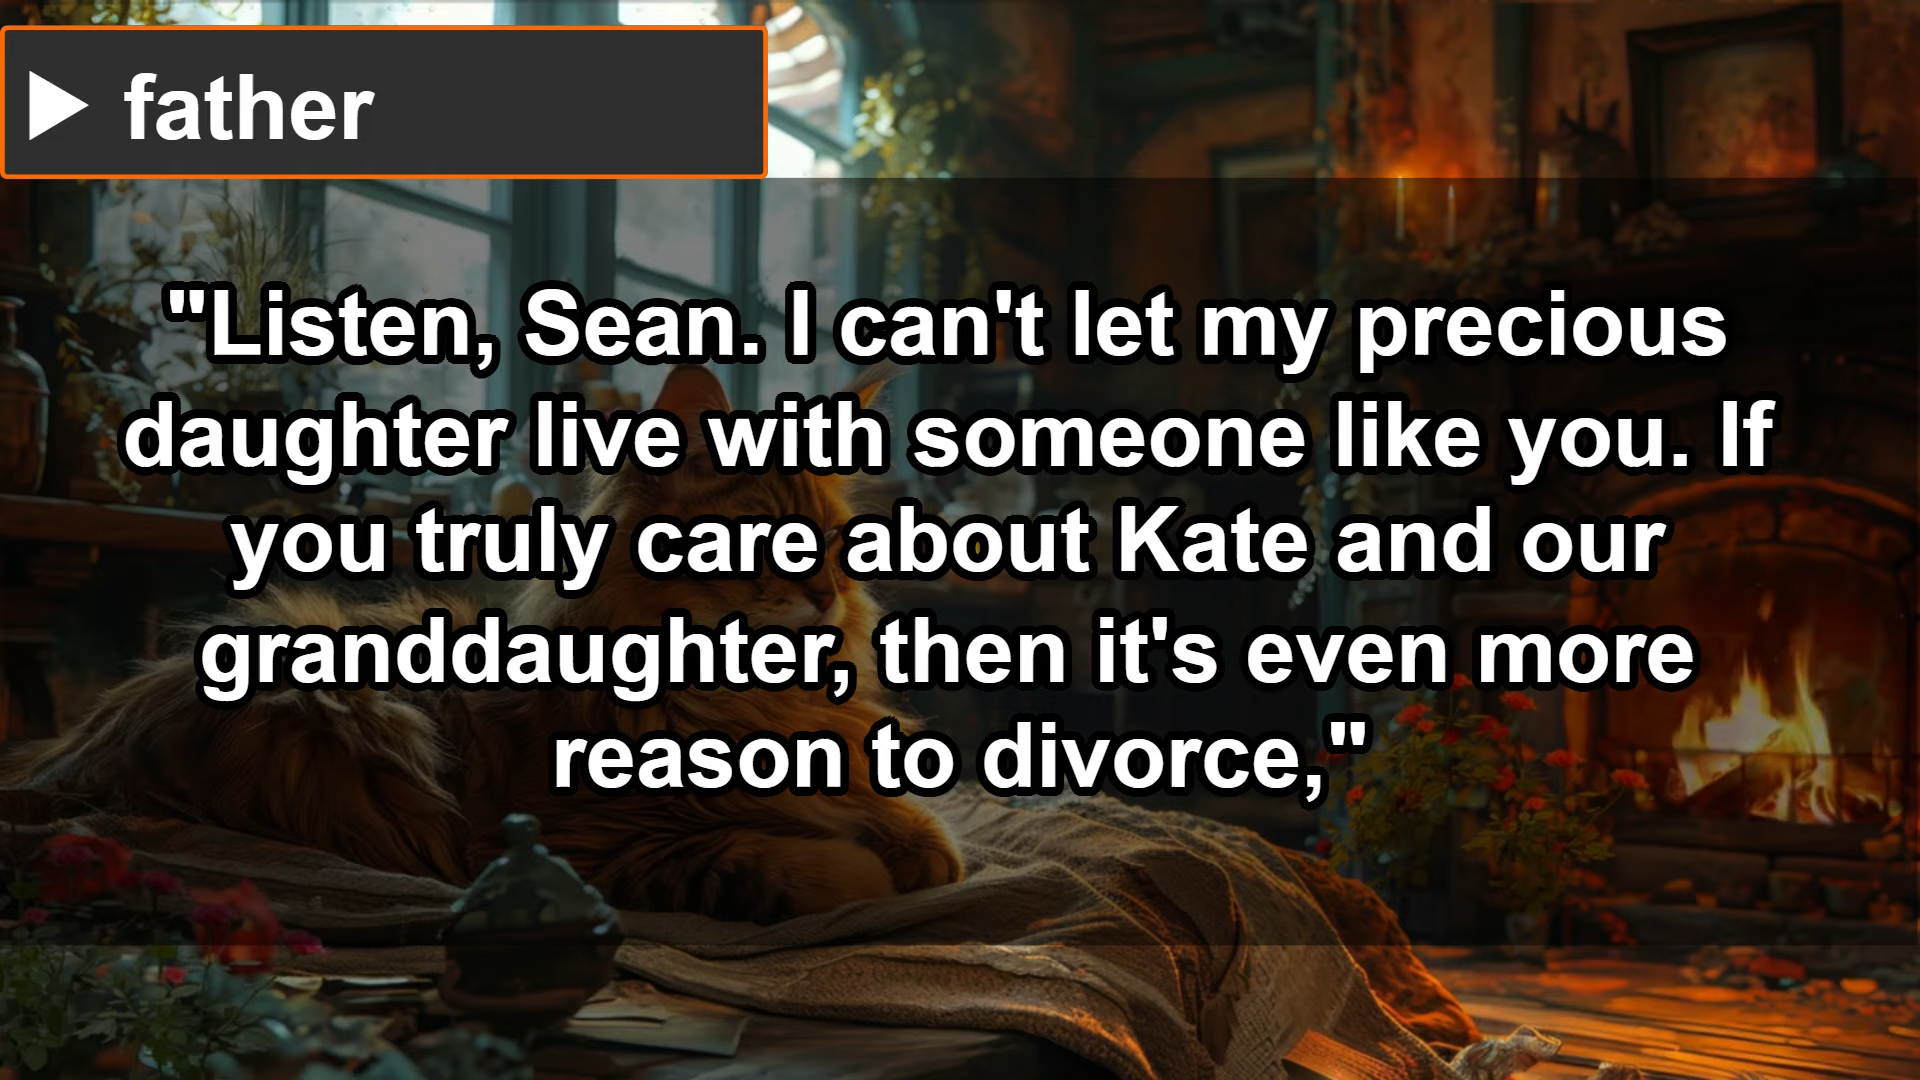 father
"Listen, Sean. I can't let my precious
daughter live with someone like you. If
you truly care about Kate and our
granddaughter, then it's even more
reason to divorce,"